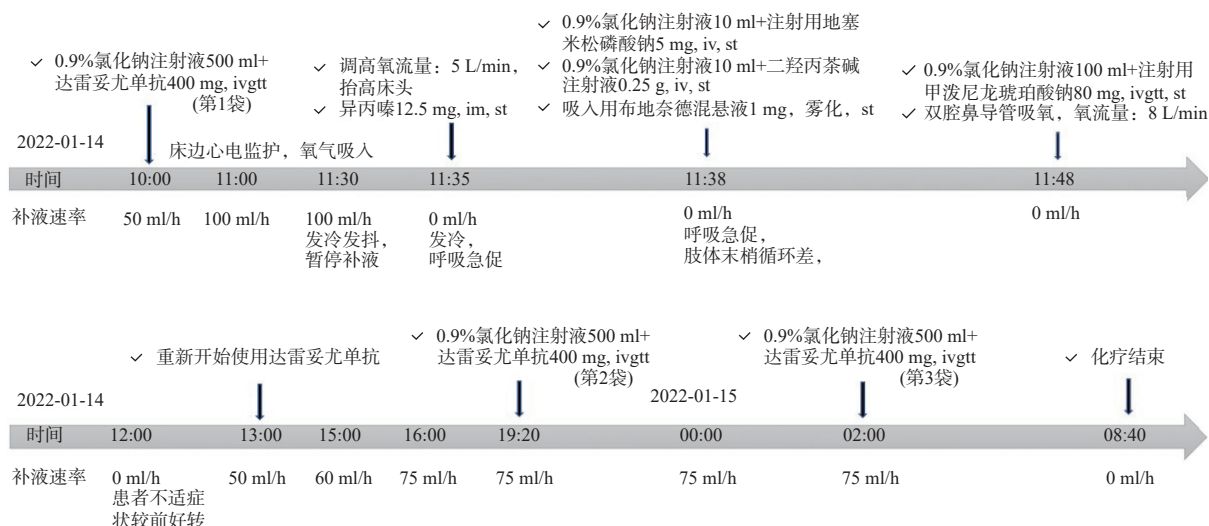 ✓ 0.9%氯化钠注射液500 ml+
达雷妥尤单抗400 mg, ivgtt
(第1袋)
✓ 调高氧流量：5 L/min，
抬高床头
✓ 异丙嗪12.5 mg, im, st
✓ 0.9%氯化钠注射液10 ml+注射用地塞
米松磷酸钠5 mg, iv, st
✓ 0.9%氯化钠注射液10 ml+二羟丙茶碱
注射液0.25 g, iv, st
✓ 吸入用布地奈德混悬液1 mg，雾化，st
✓ 0.9%氯化钠注射液100 ml+注射用
甲泼尼龙琥珀酸钠80 mg, ivgtt, st
✓ 双腔鼻导管吸氧，氧流量：8 L/min
2022-01-14
床边心电监护，氧气吸入
时间 10:00 11:00 11:30 11:35 11:38 11:48
补液速率 50 ml/h 100 ml/h 100 ml/h 0 ml/h 0 ml/h 0 ml/h
发冷发抖，
暂停补液
发冷，
呼吸急促
呼吸急促，
肢体末梢循环差，
✓ 重新开始使用达雷妥尤单抗
✓ 0.9%氯化钠注射液500 ml+
达雷妥尤单抗400 mg, ivgtt
(第2袋)
✓ 0.9%氯化钠注射液500 ml+
达雷妥尤单抗400 mg, ivgtt
(第3袋)
✓ 化疗结束
2022-01-14 2022-01-15
时间 12:00 13:00 15:00 16:00 19:20 00:00 02:00 08:40
补液速率 0 ml/h 50 ml/h 60 ml/h 75 ml/h 75 ml/h 75 ml/h 75 ml/h 0 ml/h
患者不适症
状较前好转